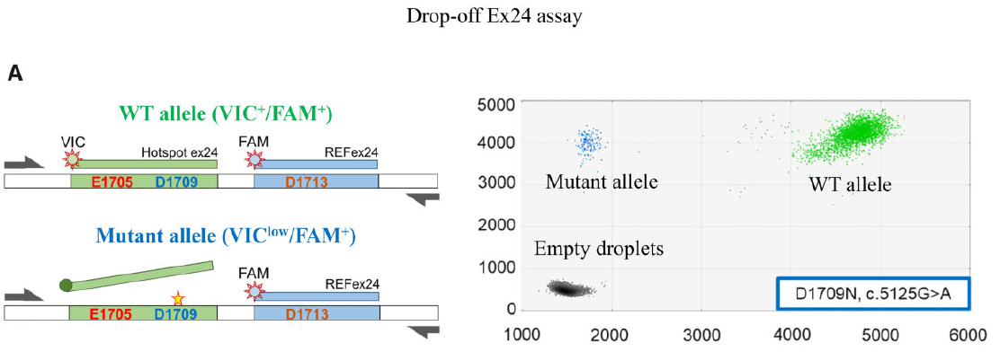 Drop-off Ex24 assay
A
WT allele (VIC⁺/FAM⁺)
VIC
Hotspot ex24
FAM
REFex24
E1705
D1709
D1713
Mutant allele (VICˡᵒʷ/FAM⁺)
FAM
REFex24
E1705
D1709
D1713
5000
4000
3000
2000
1000
0
Mutant allele
WT allele
Empty droplets
D1709N, c.5125G>A
1000
2000
3000
4000
5000
6000